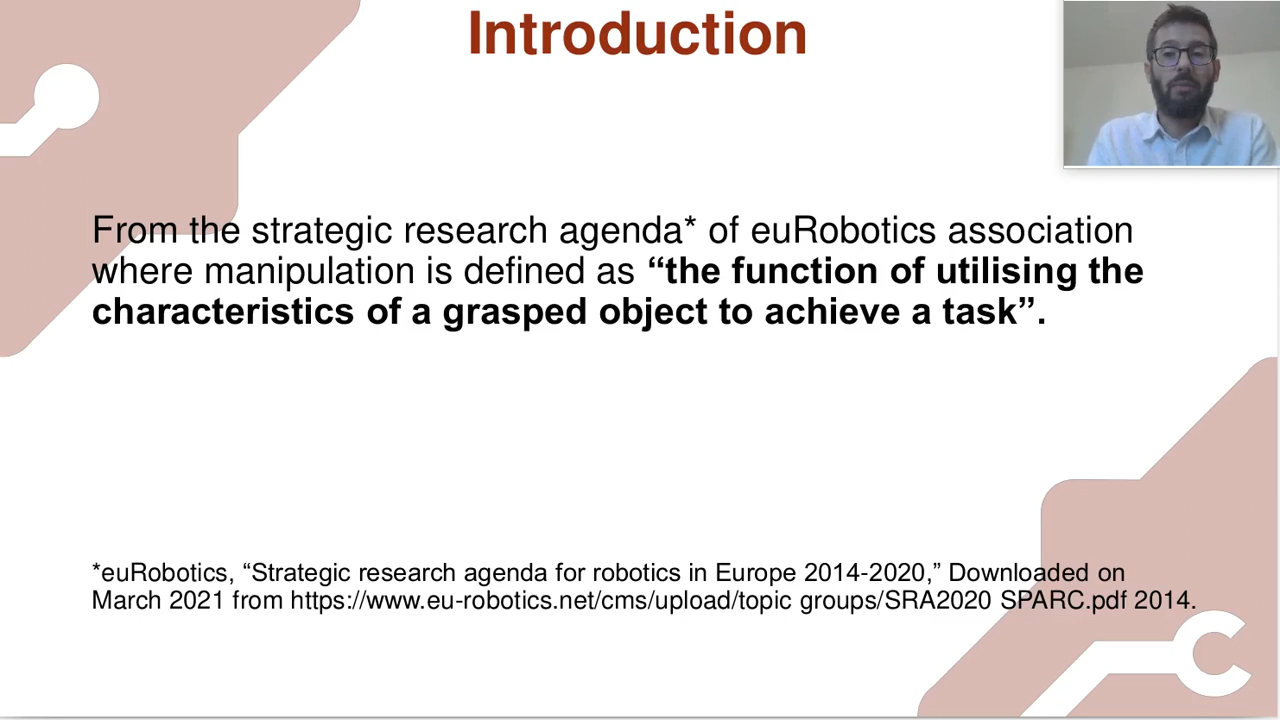 Introduction
From the strategic research agenda* of euRobotics association
where manipulation is defined as “the function of utilising the
characteristics of a grasped object to achieve a task”.
*euRobotics, “Strategic research agenda for robotics in Europe 2014-2020,” Downloaded on
March 2021 from https://www.eu-robotics.net/cms/upload/topic groups/SRA2020 SPARC.pdf 2014.